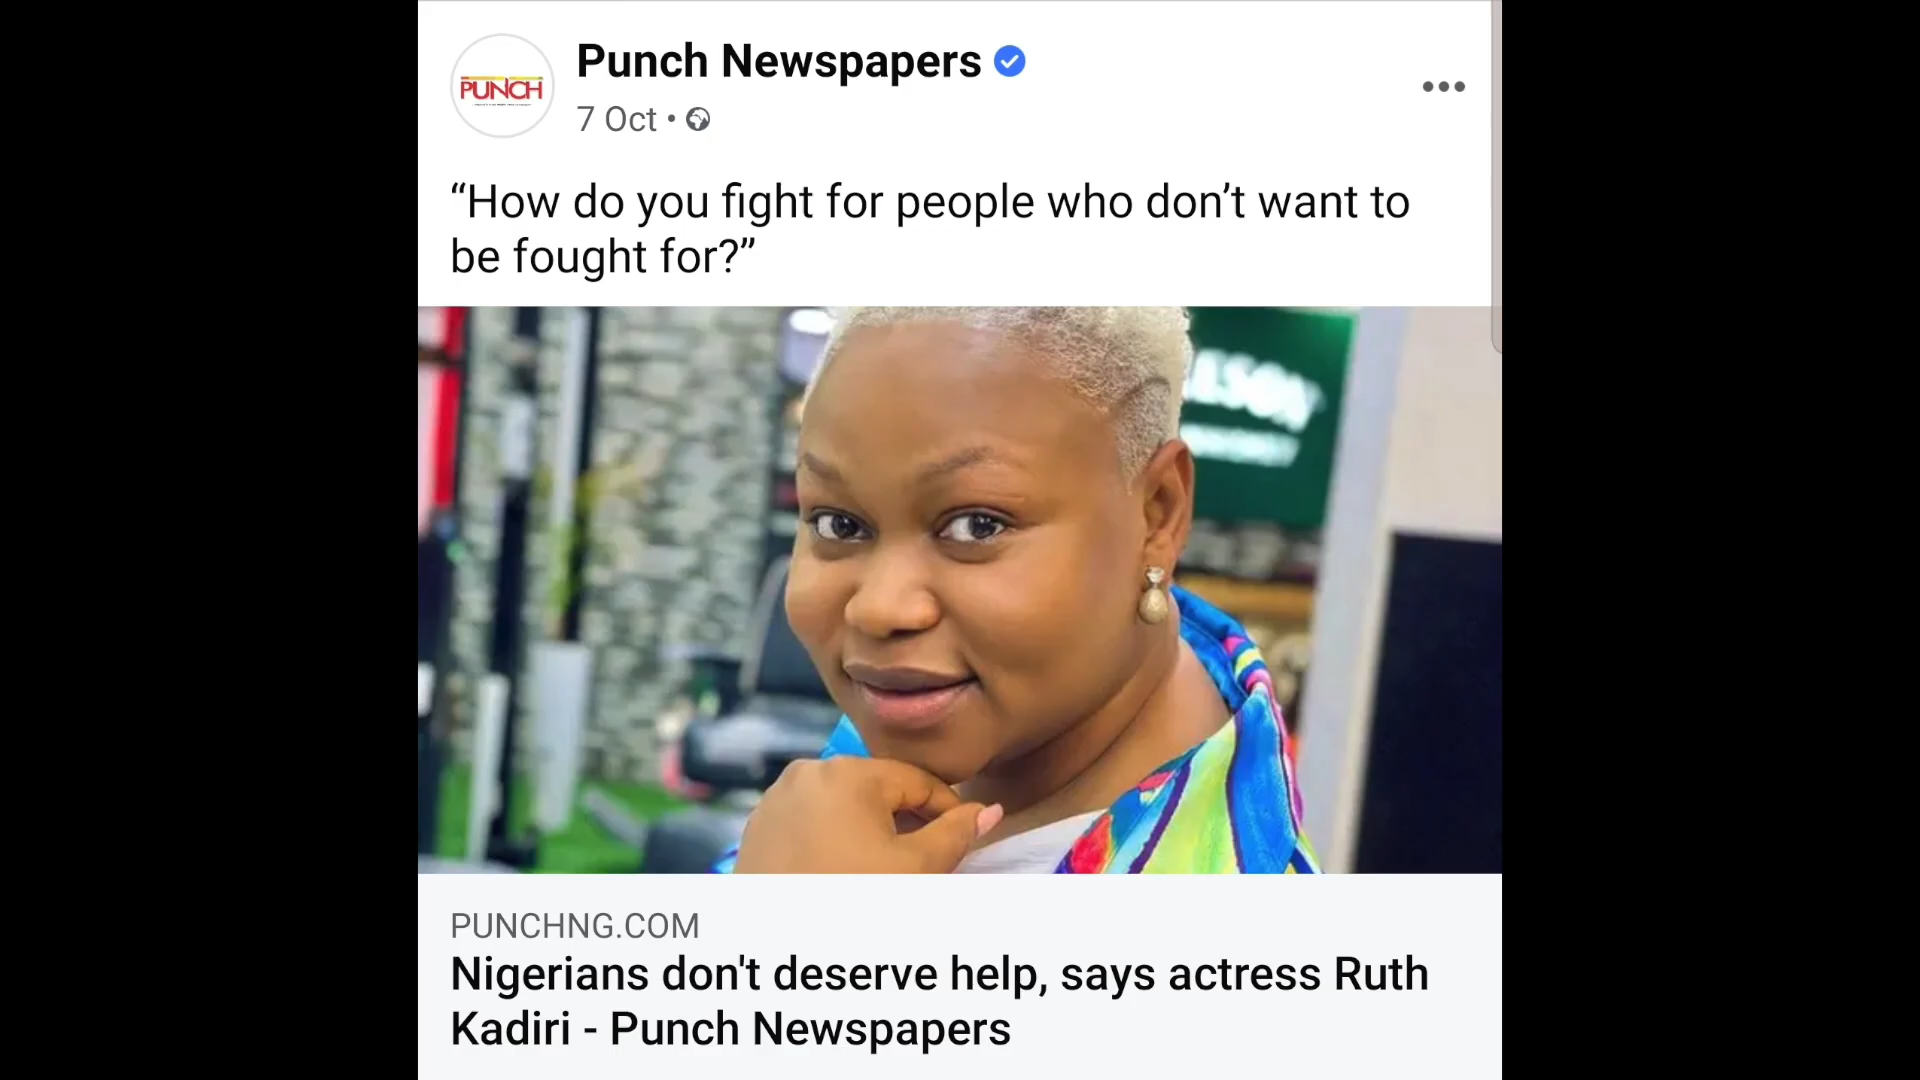 Punch Newspapers
PUNCH
7 Oct
“How do you fight for people who don’t want to
be fought for?”
PUNCHNG.COM
Nigerians don't deserve help, says actress Ruth
Kadiri - Punch Newspapers